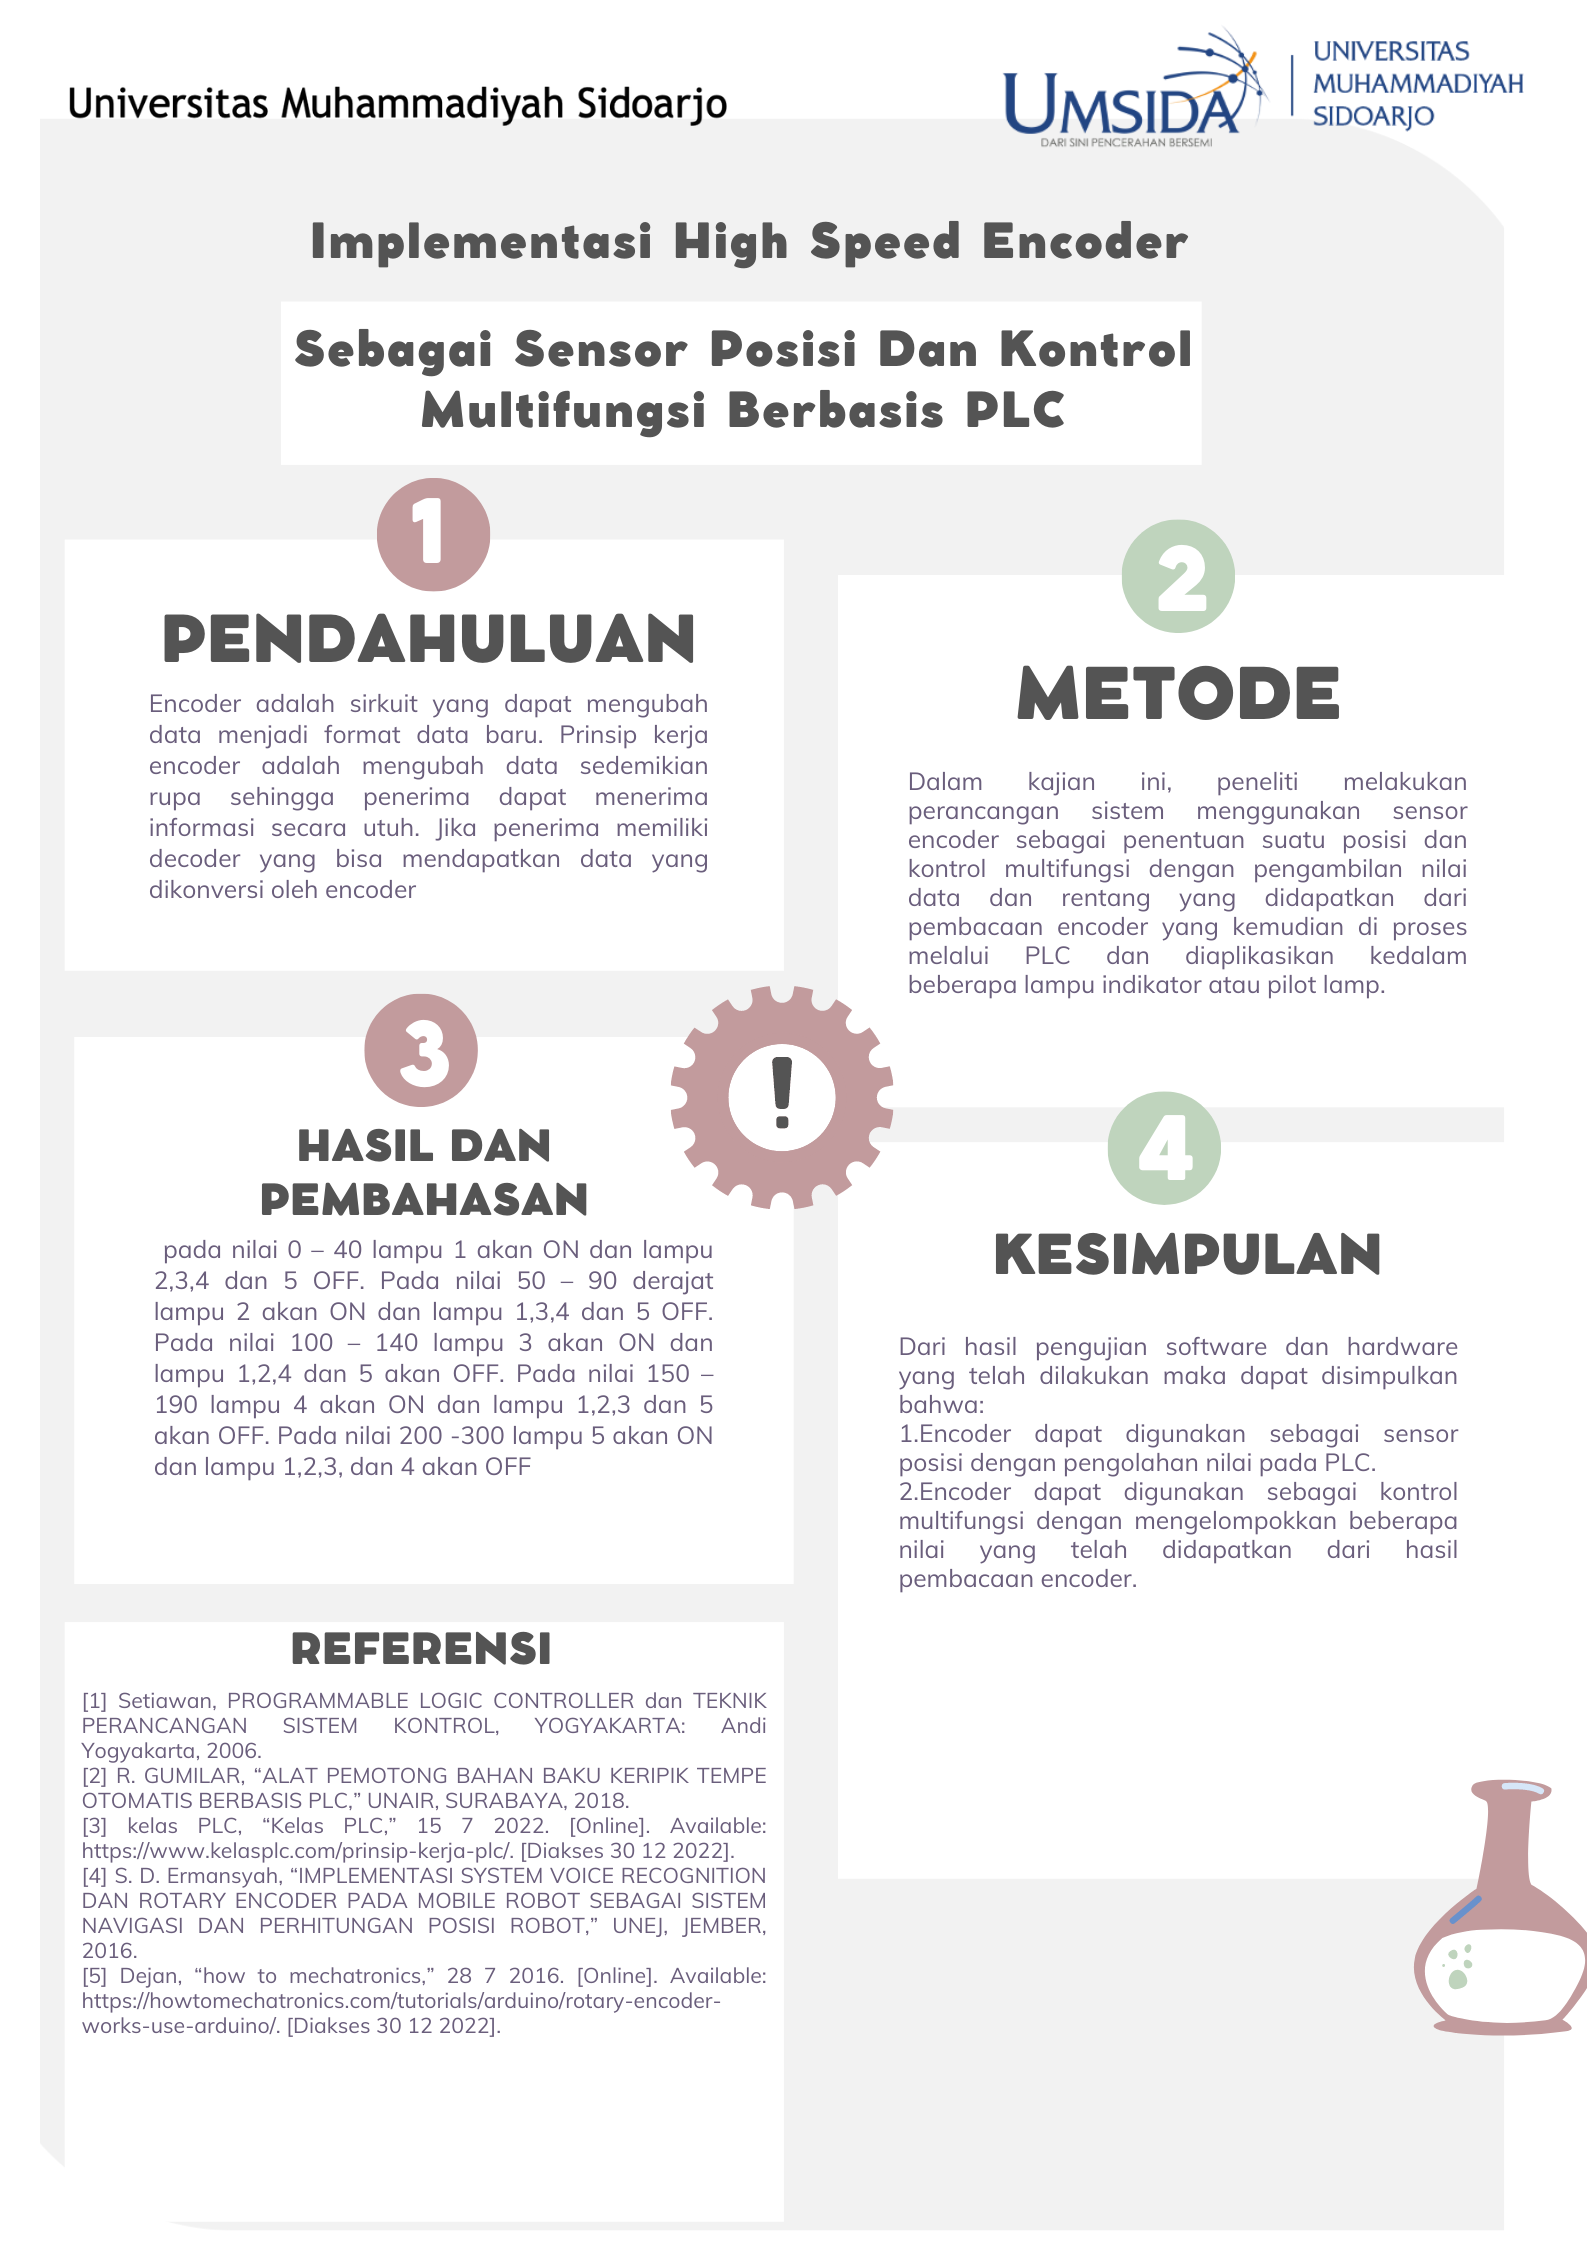 Universitas Muhammadiyah Sidoarjo
UMSIDA
DARI SINI PENCERAHAN BERSEMI
UNIVERSITAS
MUHAMMADIYAH
SIDOARJO
Implementasi High Speed Encoder
Sebagai Sensor Posisi Dan Kontrol
Multifungsi Berbasis PLC
1
PENDAHULUAN
Encoder adalah sirkuit yang dapat mengubah
data menjadi format data baru. Prinsip kerja
encoder adalah mengubah data sedemikian
rupa sehingga penerima dapat menerima
informasi secara utuh. Jika penerima memiliki
decoder yang bisa mendapatkan data yang
dikonversi oleh encoder
2
METODE
Dalam kajian ini, peneliti melakukan
perancangan sistem menggunakan sensor
encoder sebagai penentuan suatu posisi dan
kontrol multifungsi dengan pengambilan nilai
data dan rentang yang didapatkan dari
pembacaan encoder yang kemudian di proses
melalui PLC dan diaplikasikan kedalam
beberapa lampu indikator atau pilot lamp.
3
HASIL DAN
PEMBAHASAN
pada nilai 0 – 40 lampu 1 akan ON dan lampu
2,3,4 dan 5 OFF. Pada nilai 50 – 90 derajat
lampu 2 akan ON dan lampu 1,3,4 dan 5 OFF.
Pada nilai 100 – 140 lampu 3 akan ON dan
lampu 1,2,4 dan 5 akan OFF. Pada nilai 150 –
190 lampu 4 akan ON dan lampu 1,2,3 dan 5
akan OFF. Pada nilai 200 -300 lampu 5 akan ON
dan lampu 1,2,3, dan 4 akan OFF
!
4
KESIMPULAN
Dari hasil pengujian software dan hardware
yang telah dilakukan maka dapat disimpulkan
bahwa:
1.Encoder dapat digunakan sebagai sensor
posisi dengan pengolahan nilai pada PLC.
2.Encoder dapat digunakan sebagai kontrol
multifungsi dengan mengelompokkan beberapa
nilai yang telah didapatkan dari hasil
pembacaan encoder.
REFERENSI
[1] Setiawan, PROGRAMMABLE LOGIC CONTROLLER dan TEKNIK
PERANCANGAN SISTEM KONTROL, YOGYAKARTA: Andi
Yogyakarta, 2006.
[2] R. GUMILAR, “ALAT PEMOTONG BAHAN BAKU KERIPIK TEMPE
OTOMATIS BERBASIS PLC,” UNAIR, SURABAYA, 2018.
[3] kelas PLC, “Kelas PLC,” 15 7 2022. [Online]. Available:
https://www.kelasplc.com/prinsip-kerja-plc/. [Diakses 30 12 2022].
[4] S. D. Ermansyah, “IMPLEMENTASI SYSTEM VOICE RECOGNITION
DAN ROTARY ENCODER PADA MOBILE ROBOT SEBAGAI SISTEM
NAVIGASI DAN PERHITUNGAN POSISI ROBOT,” UNEJ, JEMBER,
2016.
[5] Dejan, “how to mechatronics,” 28 7 2016. [Online]. Available:
https://howtomechatronics.com/tutorials/arduino/rotary-encoder-
works-use-arduino/. [Diakses 30 12 2022].